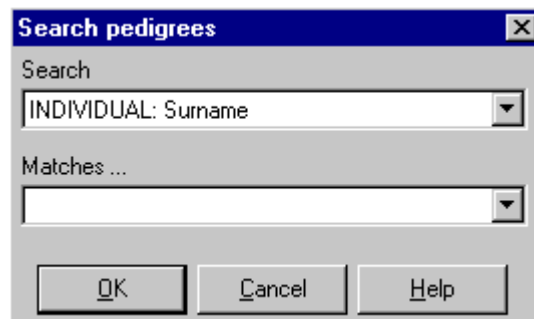 Search pedigrees
Search
INDIVIDUAL: Surname
Matches ...
OK Cancel Help